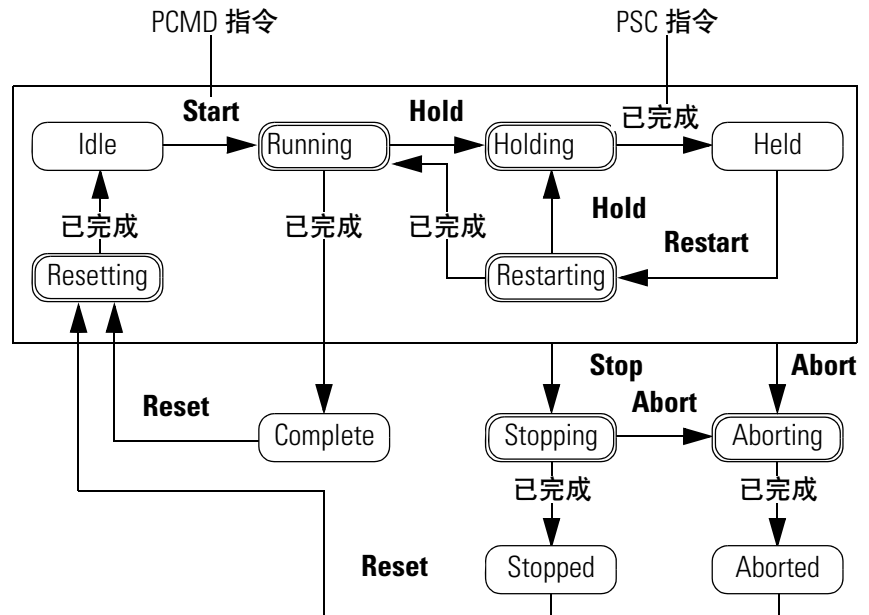 PCMD 指令
PSC 指令
Start
Hold
已完成
Idle
Running
Holding
Held
已完成
已完成
已完成
Hold
Restart
Resetting
Restarting
Stop
Abort
Reset
Abort
Complete
Stopping
Aborting
已完成
已完成
Reset
Stopped
Aborted